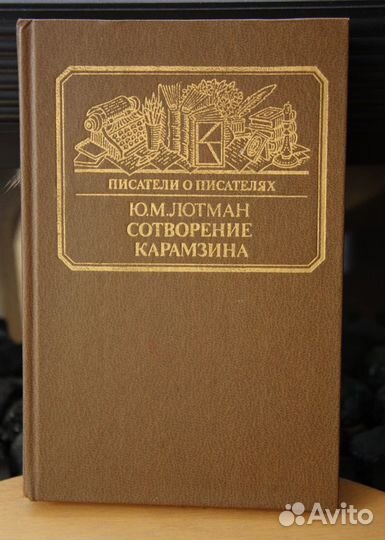 ПИСАТЕЛИ О ПИСАТЕЛЯХ
Ю.М.ЛОТМАН
СОТВОРЕНИЕ
КАРАМЗИНА
Avito